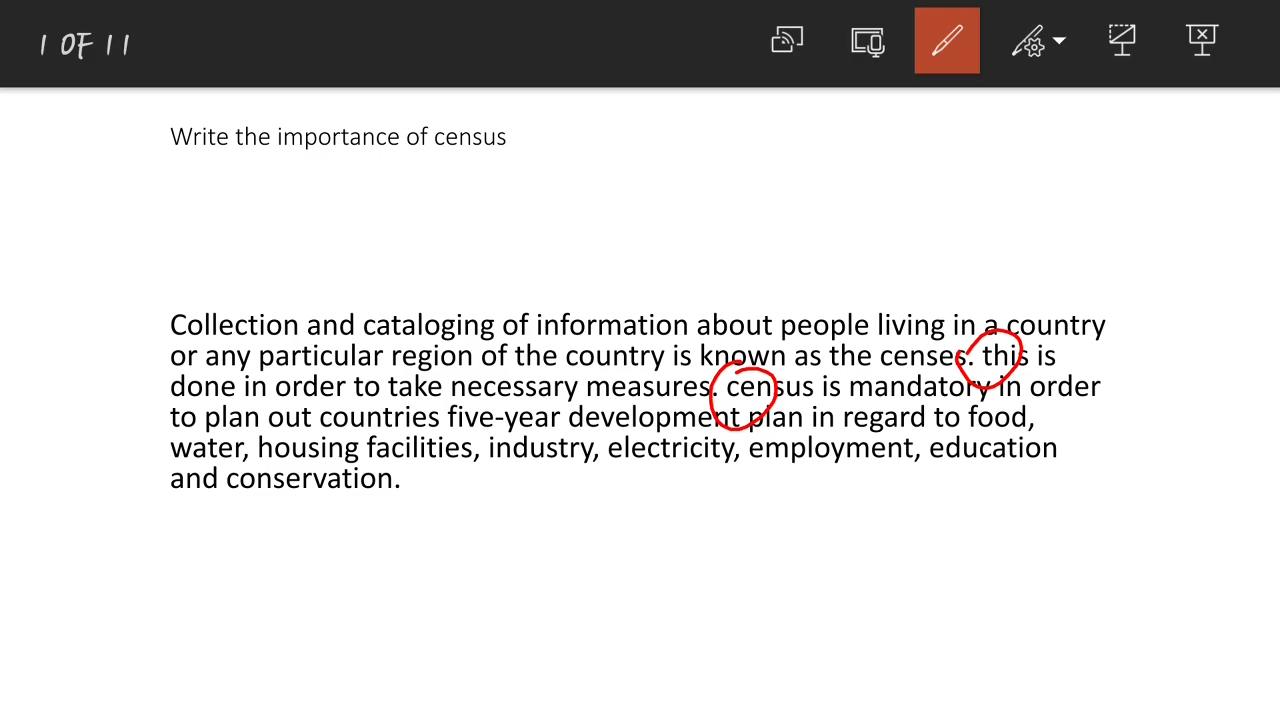 1 OF 11
Write the importance of census
Collection and cataloging of information about people living in a country
or any particular region of the country is known as the censes. this is
done in order to take necessary measures. census is mandatory in order
to plan out countries five-year development plan in regard to food,
water, housing facilities, industry, electricity, employment, education
and conservation.